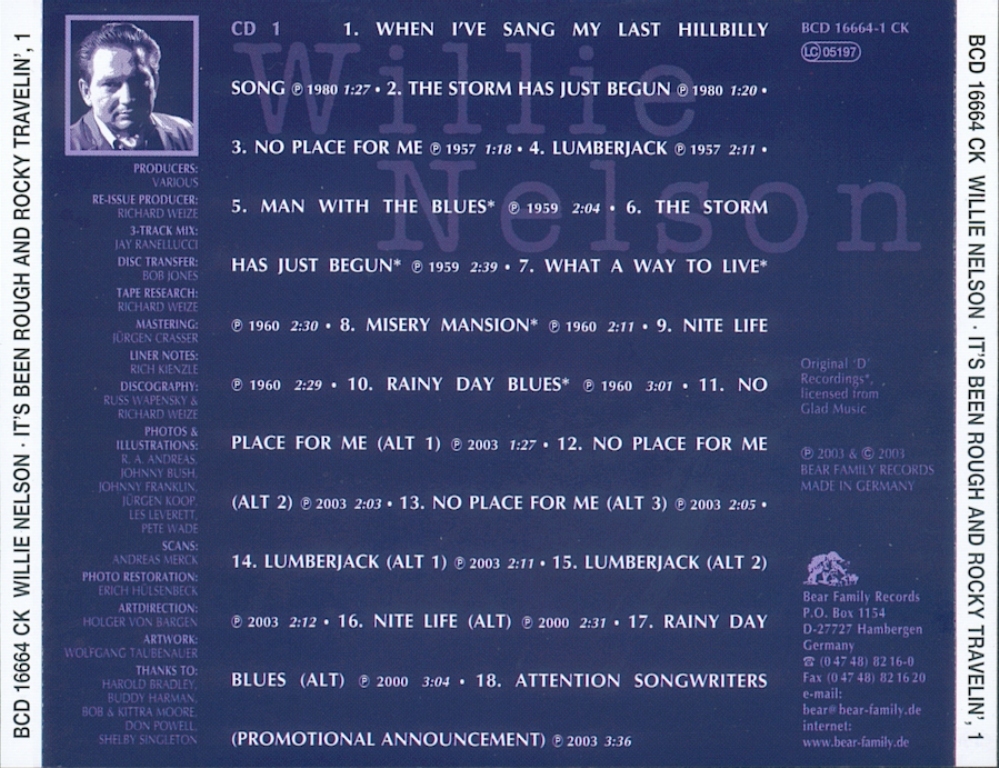 BCD 16664 CK WILLIE NELSON · IT'S BEEN ROUGH AND ROCKY TRAVELIN', 1
PRODUCERS:
VARIOUS
RE-ISSUE PRODUCER:
RICHARD WEIZE
3-TRACK MIX:
JAY RANELLUCCI
DISC TRANSFER:
BOB JONES
TAPE RESEARCH:
RICHARD WEIZE
MASTERING:
JÜRGEN CRASSER
LINER NOTES:
RICH KIENZLE
DISCOGRAPHY:
RUSS WAPENSKY &
RICHARD WEIZE
PHOTOS &
ILLUSTRATIONS:
R. A. ANDREAS,
JOHNNY BUSH,
JOHNNY FRANKLIN,
JÜRGEN KOOP,
LES LEVERETT,
PETE WADE
SCANS:
ANDREAS MERCK
PHOTO RESTORATION:
ERICH HÜLSENBECK
ARTDIRECTION:
HOLGER VON BARGEN
ARTWORK:
WOLFGANG TAUBENAUER
THANKS TO:
HAROLD BRADLEY,
BUDDY HARMAN,
BOB & KITTRA MOORE,
DON POWELL,
SHELBY SINGLETON
Willie
Nelson
CD 1 1. WHEN I'VE SANG MY LAST HILLBILLY
SONG ℗ 1980 1:27 • 2. THE STORM HAS JUST BEGUN ℗ 1980 1:20 •
3. NO PLACE FOR ME ℗ 1957 1:18 • 4. LUMBERJACK ℗ 1957 2:11 •
5. MAN WITH THE BLUES* ℗ 1959 2:04 • 6. THE STORM
HAS JUST BEGUN* ℗ 1959 2:39 • 7. WHAT A WAY TO LIVE*
℗ 1960 2:30 • 8. MISERY MANSION* ℗ 1960 2:11 • 9. NITE LIFE
℗ 1960 2:29 • 10. RAINY DAY BLUES* ℗ 1960 3:01 • 11. NO
PLACE FOR ME (ALT 1) ℗ 2003 1:27 • 12. NO PLACE FOR ME
(ALT 2) ℗ 2003 2:03 • 13. NO PLACE FOR ME (ALT 3) ℗ 2003 2:05 •
14. LUMBERJACK (ALT 1) ℗ 2003 2:11 • 15. LUMBERJACK (ALT 2)
℗ 2003 2:12 • 16. NITE LIFE (ALT) ℗ 2000 2:31 • 17. RAINY DAY
BLUES (ALT) ℗ 2000 3:04 • 18. ATTENTION SONGWRITERS
(PROMOTIONAL ANNOUNCEMENT) ℗ 2003 3:36
BCD 16664-1 CK
LC 05197
Original 'D'
Recordings*,
licensed from
Glad Music
℗ 2003 & © 2003
BEAR FAMILY RECORDS
MADE IN GERMANY
Bear Family Records
P.O. Box 1154
D-27727 Hambergen
Germany
☎ (0 47 48) 82 16-0
Fax (0 47 48) 82 16 20
e-mail:
bear@bear-family.de
internet:
www.bear-family.de
BCD 16664 CK WILLIE NELSON · IT'S BEEN ROUGH AND ROCKY TRAVELIN', 1